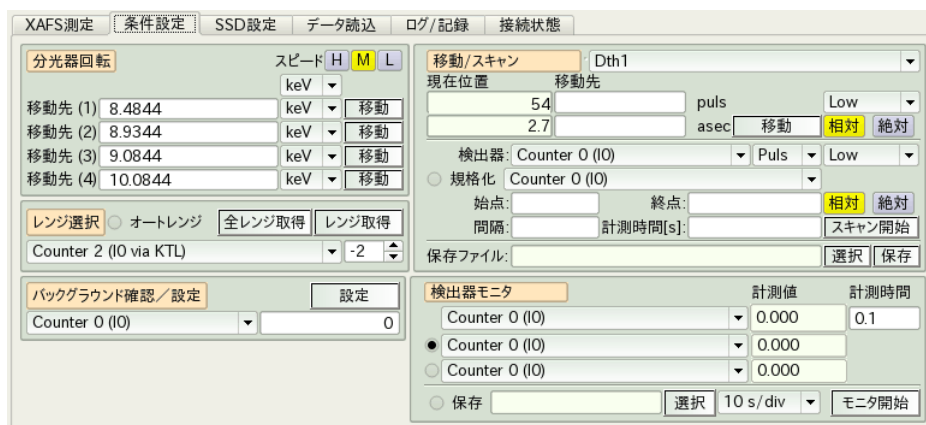 XAFS測定 条件設定 SSD設定 データ読込 ログ/記録 接続状態
分光器回転 スピード H M L
keV
移動先 (1) 8.4844 keV 移動
移動先 (2) 8.9344 keV 移動
移動先 (3) 9.0844 keV 移動
移動先 (4) 10.0844 keV 移動
レンジ選択 オートレンジ 全レンジ取得 レンジ取得
Counter 2 (I0 via KTL) -2
バックグラウンド確認／設定 設定
Counter 0 (I0) 0
移動/スキャン Dth1
現在位置 移動先
54 puls Low
2.7 asec 移動 相対 絶対
検出器: Counter 0 (I0) Puls Low
規格化 Counter 0 (I0)
始点: 終点: 相対 絶対
間隔: 計測時間[s]: スキャン開始
保存ファイル: 選択 保存
検出器モニタ 計測値 計測時間
Counter 0 (I0) 0.000 0.1
Counter 0 (I0) 0.000
Counter 0 (I0) 0.000
保存 選択 10 s/div モニタ開始